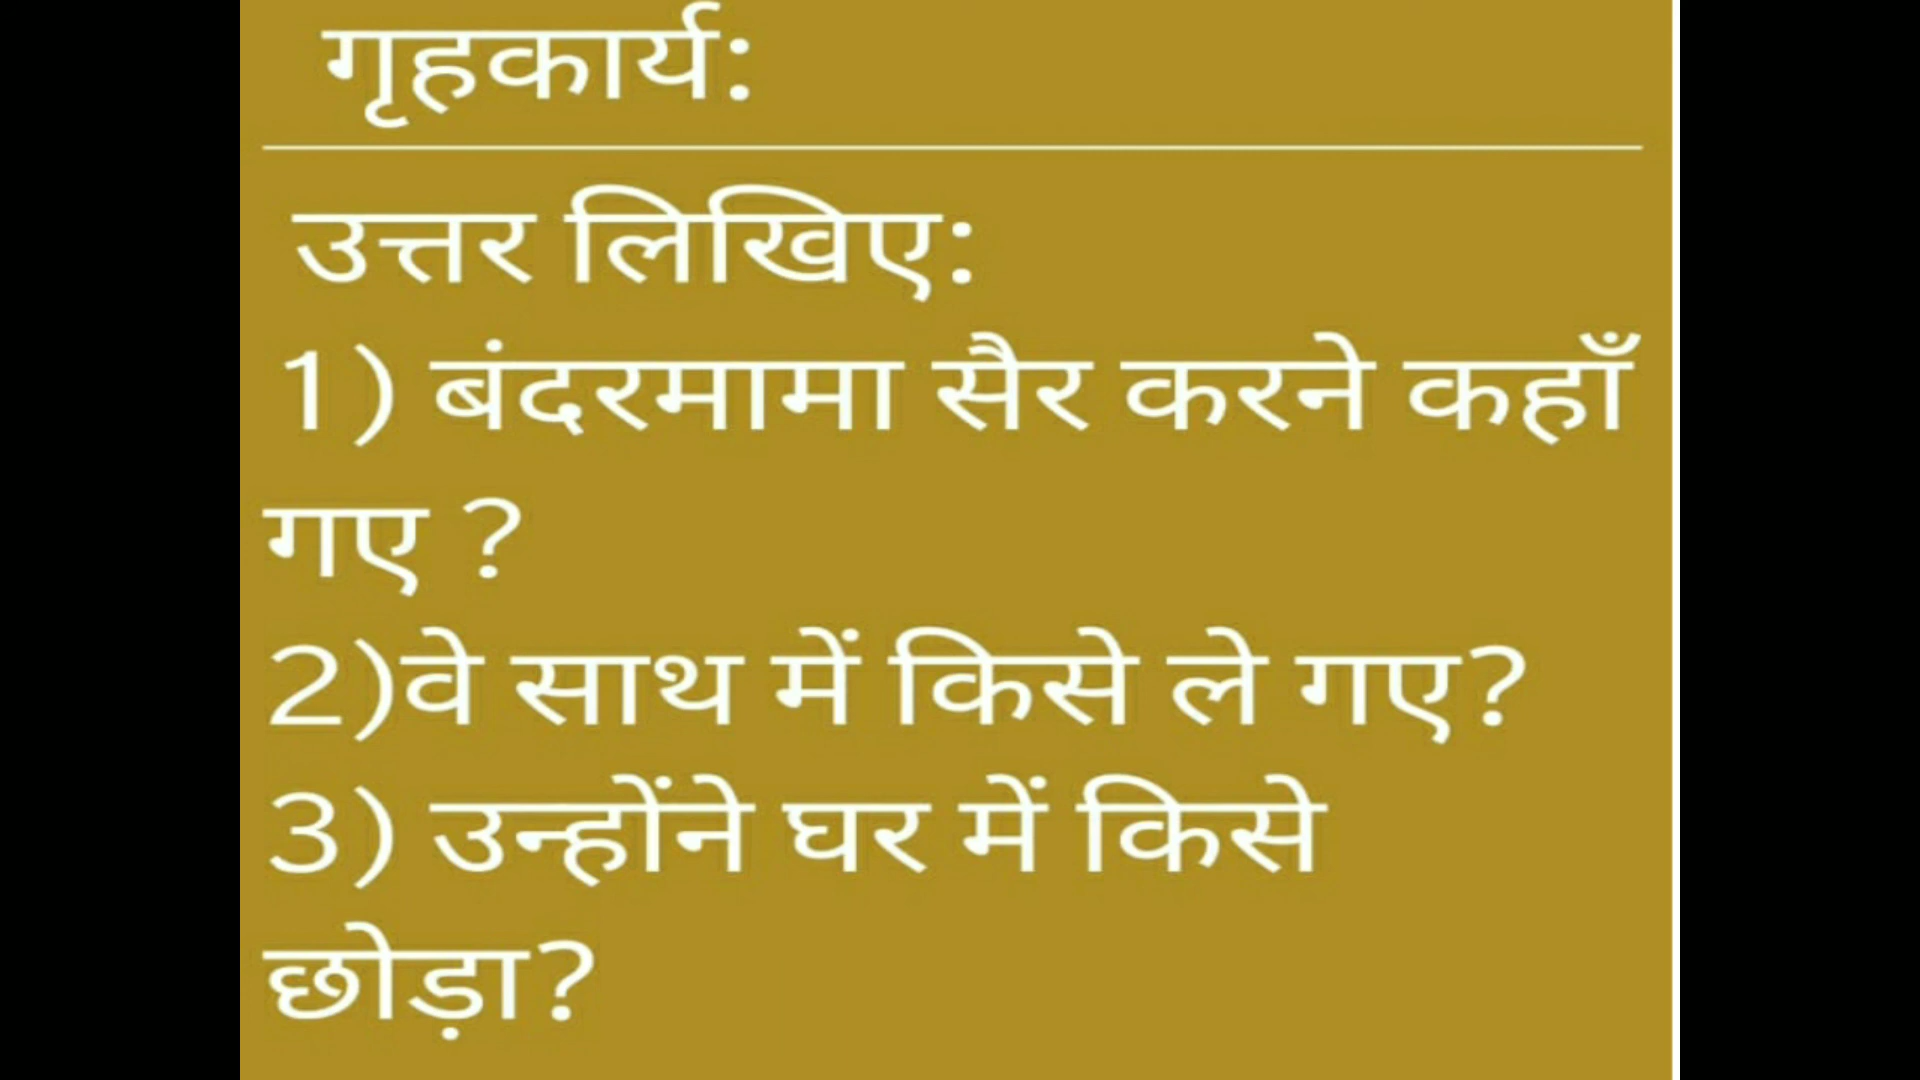 गृहकार्य:
उत्तर लिखिए:
1) बंदरमामा सैर करने कहाँ
गए ?
2)वे साथ में किसे ले गए?
3) उन्होंने घर में किसे
छोड़ा?